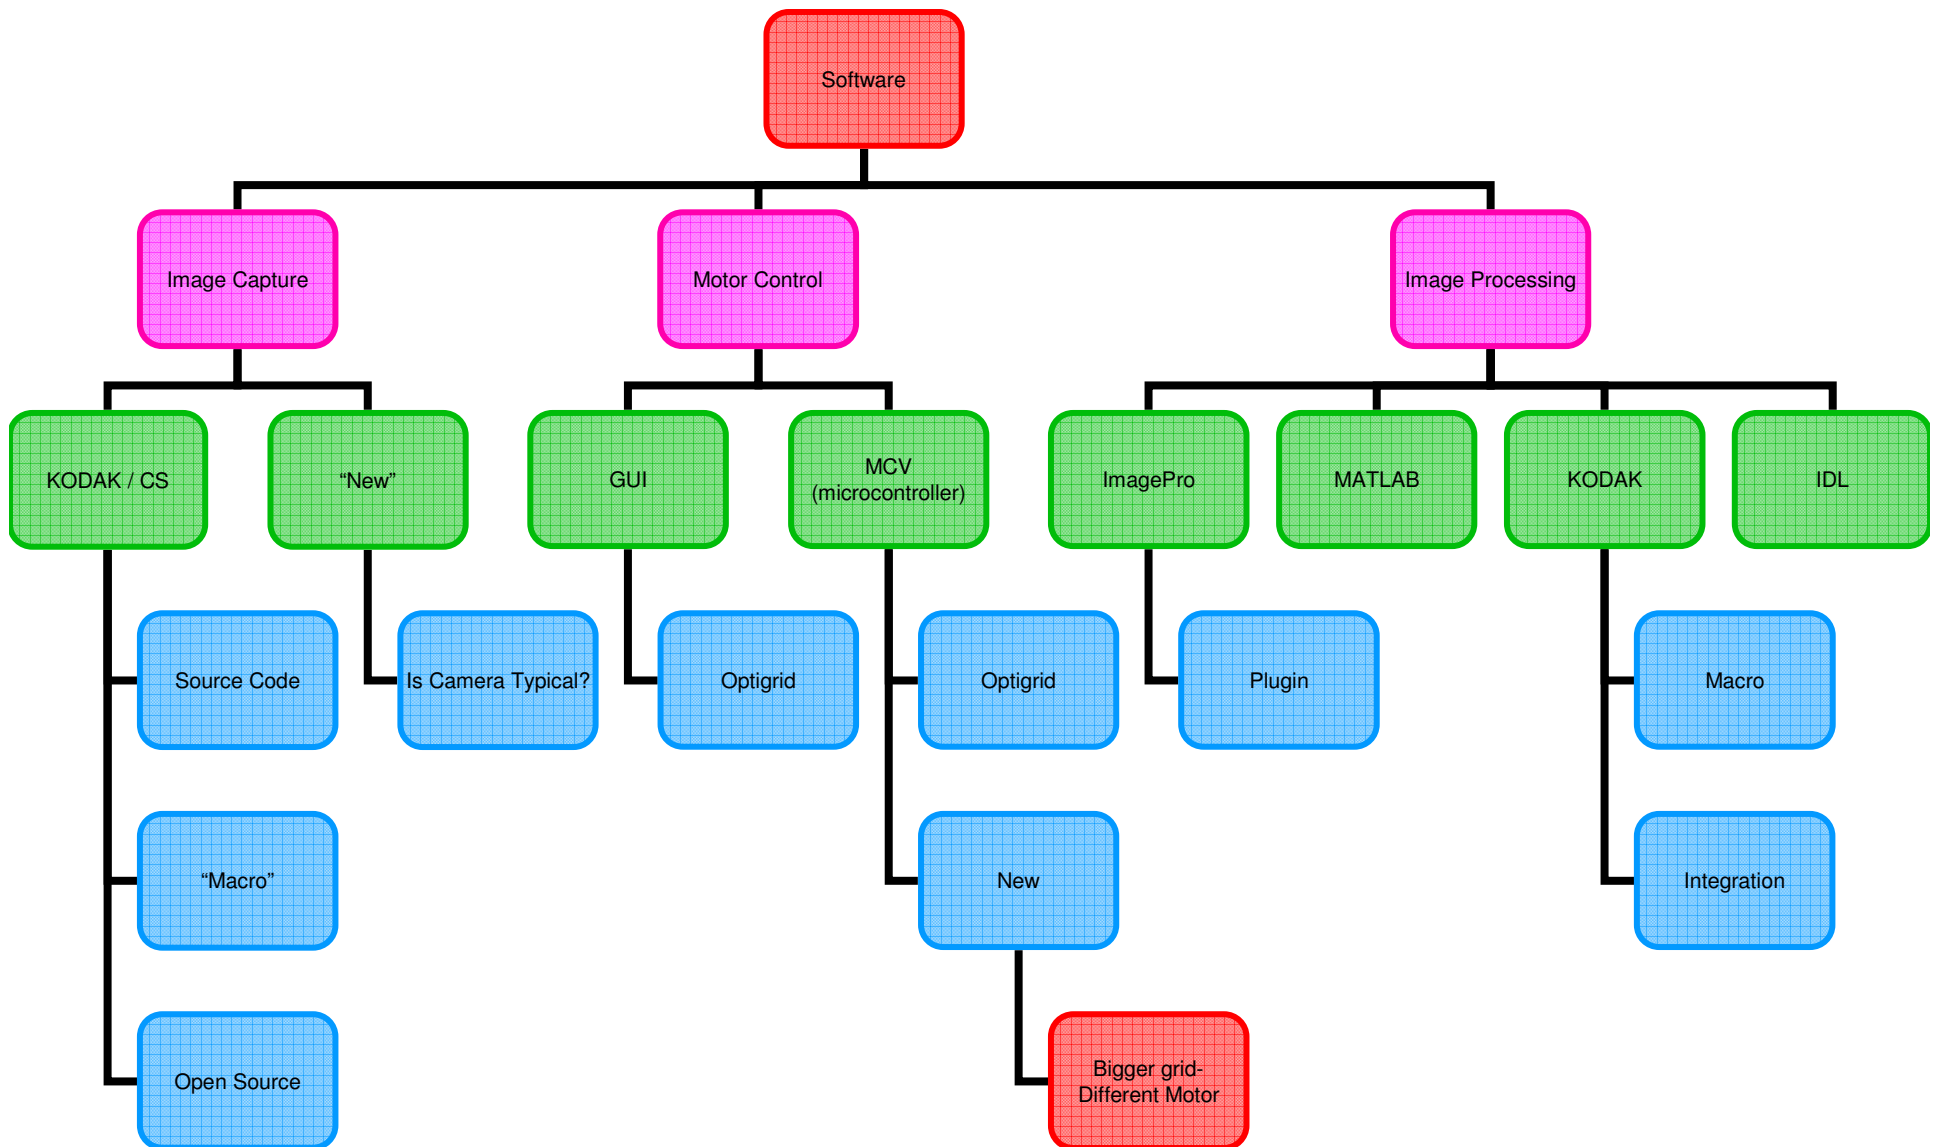 Software
Image Capture
Motor Control
Image Processing
KODAK / CS
“New”
GUI
MCV
(microcontroller)
ImagePro
MATLAB
KODAK
IDL
Source Code
Is Camera Typical?
Optigrid
Optigrid
Plugin
Macro
“Macro”
New
Integration
Open Source
Bigger grid-
Different Motor